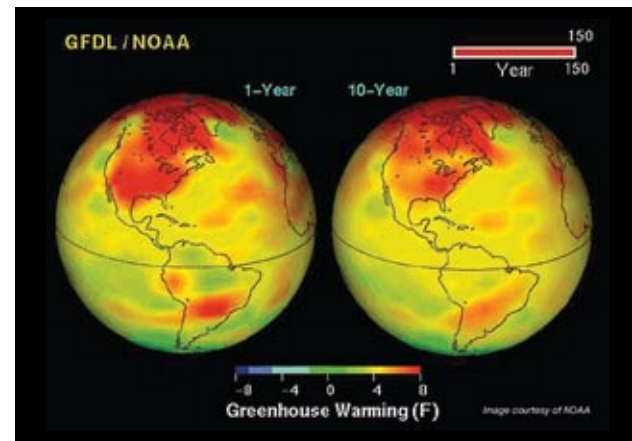 GFDL / NOAA
150
1 Year 150
1-Year 10-Year
-8 -4 0 4 8
Greenhouse Warming (F)
Image courtesy of NOAA